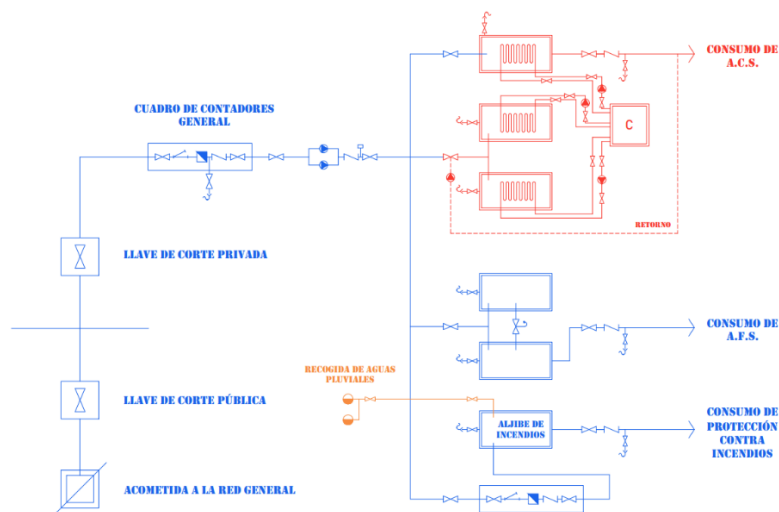 CONSUMO DE
A.C.S.
CUADRO DE CONTADORES
GENERAL
C
RETORNO
LLAVE DE CORTE PRIVADA
CONSUMO DE
A.F.S.
RECOGIDA DE AGUAS
PLUVIALES
LLAVE DE CORTE PÚBLICA
ALJIBE DE
INCENDIOS
CONSUMO DE
PROTECCIÓN
CONTRA
INCENDIOS
ACOMETIDA A LA RED GENERAL